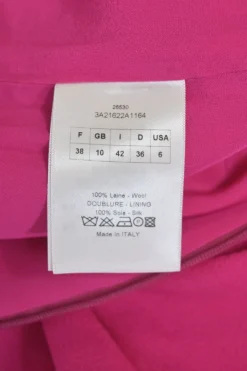 26680
3A21622A1164
F GB I D USA
38 10 42 36 6
100% Laine - Wool
DOUBLURE - LINING
100% Soie - Silk
Made in ITALY